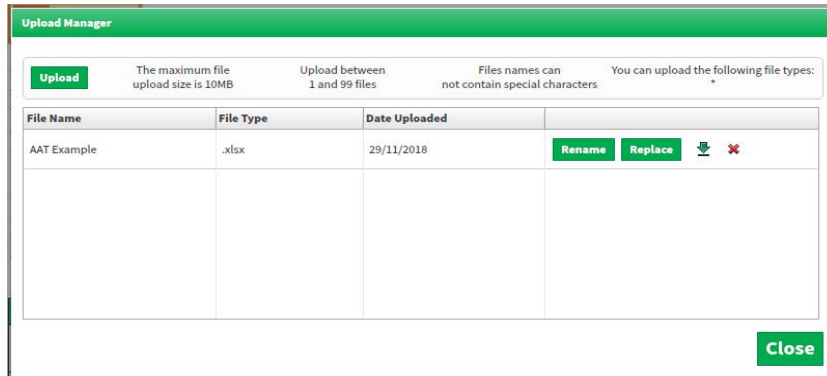 Upload Manager
Upload
The maximum file
upload size is 10MB
Upload between
1 and 99 files
Files names can
not contain special characters
You can upload the following file types:
*
File Name File Type Date Uploaded
AAT Example .xlsx 29/11/2018 Rename Replace
Close